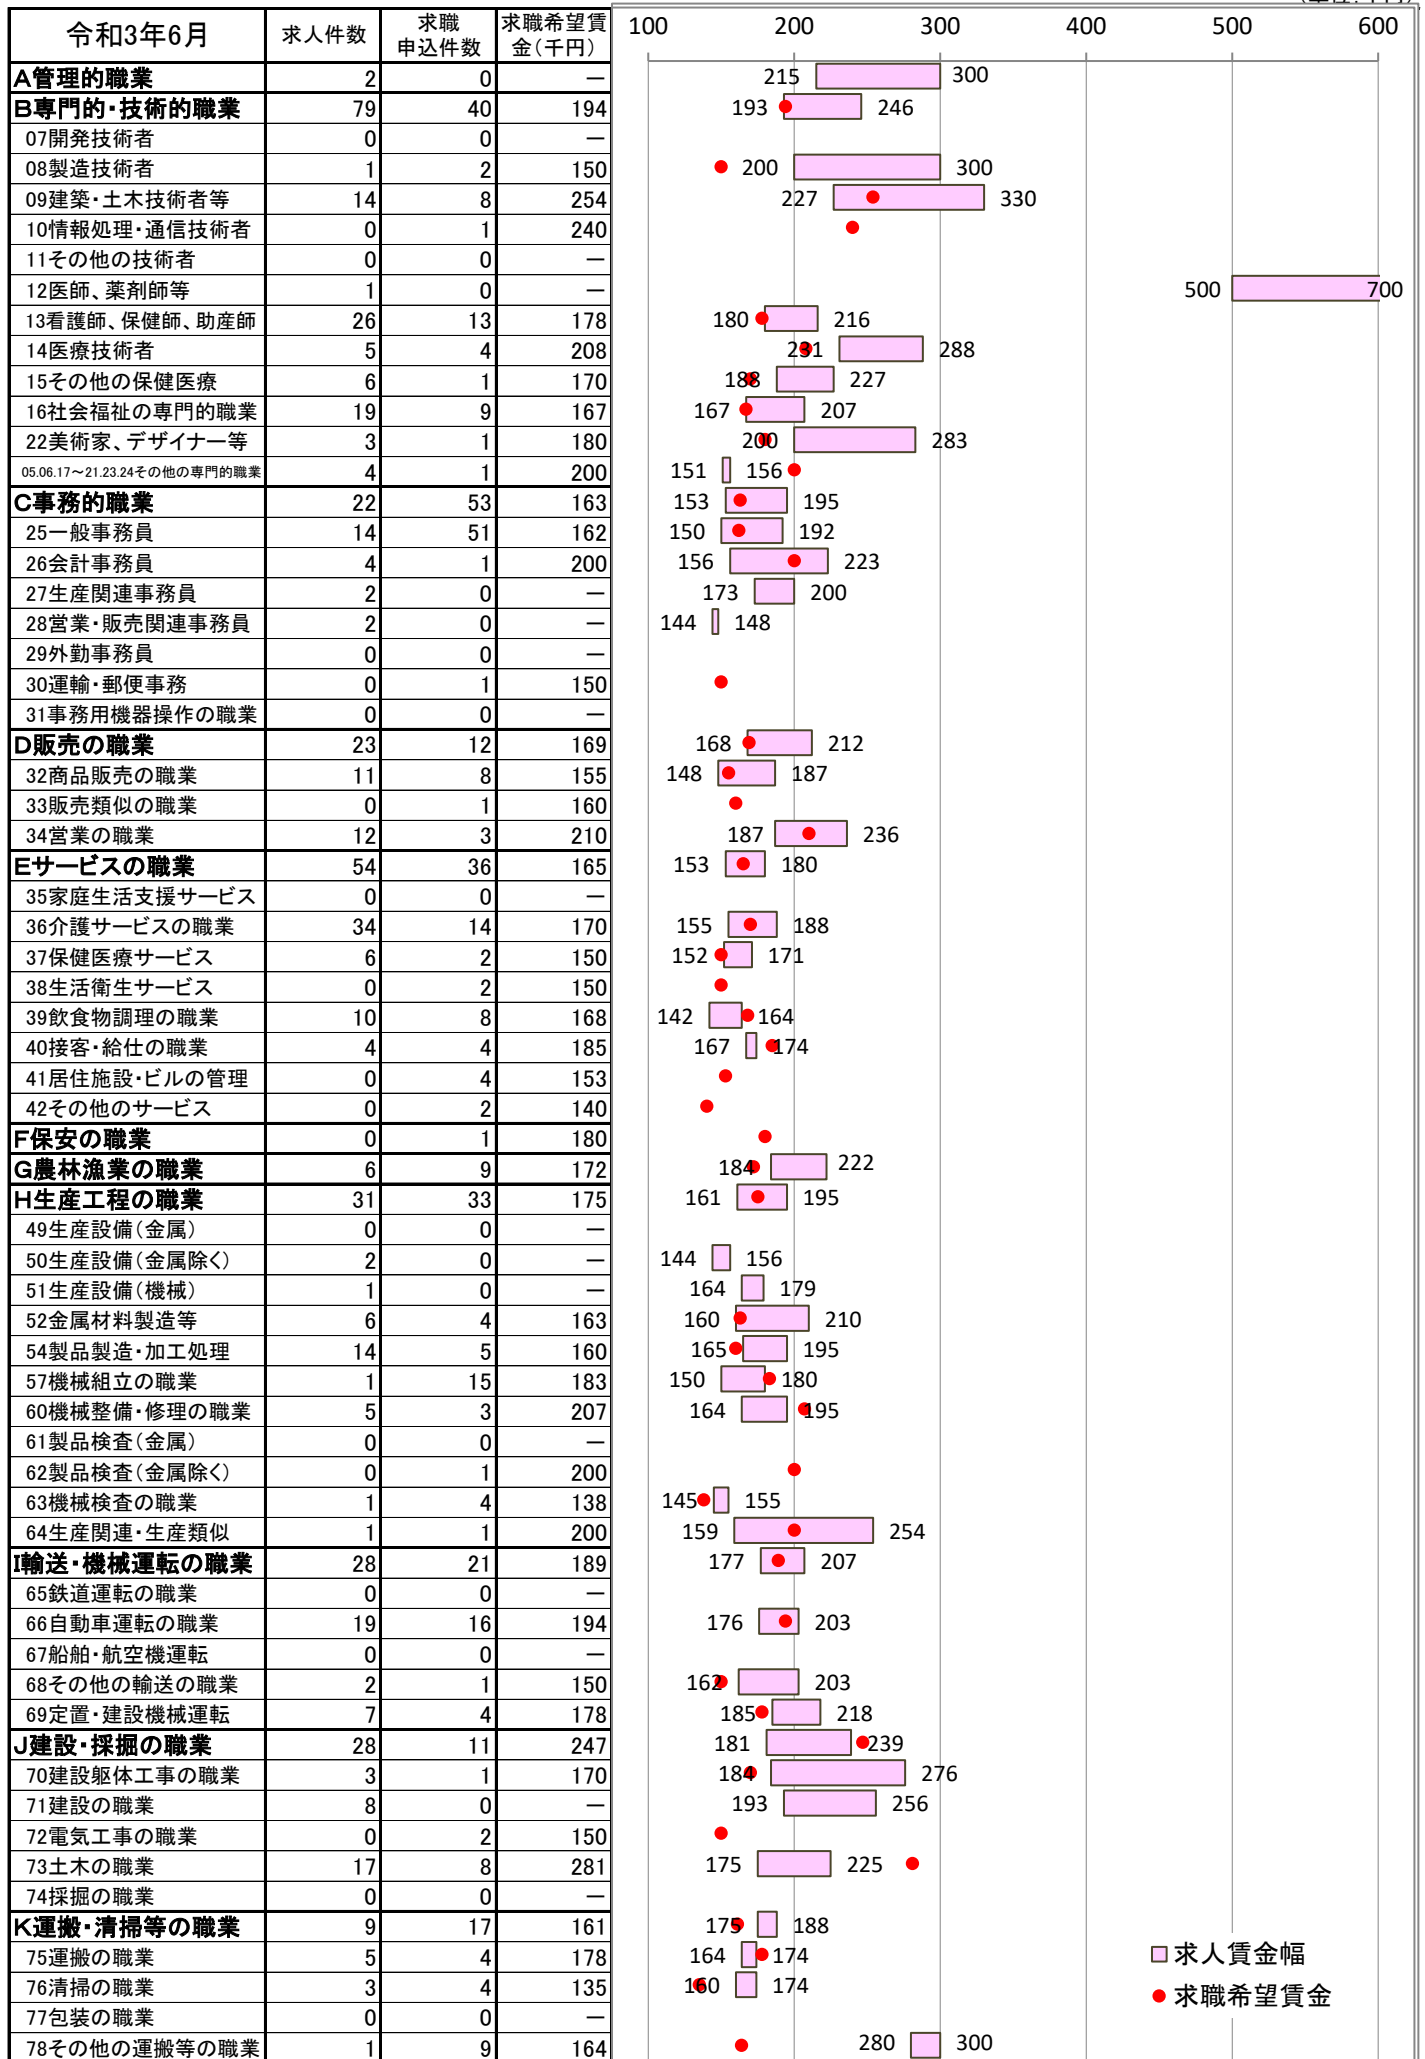 令和3年6月 求人件数 求職申込件数 求職希望賃金(千円) 100 200 300 400 500 600
A管理的職業 2 0 — 215 300
B専門的・技術的職業 79 40 194 193 246
07開発技術者 0 0 —
08製造技術者 1 2 150 200 300
09建築・土木技術者等 14 8 254 227 330
10情報処理・通信技術者 0 1 240
11その他の技術者 0 0 —
12医師、薬剤師等 1 0 — 500 700
13看護師、保健師、助産師 26 13 178 180 216
14医療技術者 5 4 208 231 288
15その他の保健医療 6 1 170 188 227
16社会福祉の専門的職業 19 9 167 167 207
22美術家、デザイナー等 3 1 180 200 283
05.06.17～21.23.24その他の専門的職業 4 1 200 151 156
C事務的職業 22 53 163 153 195
25一般事務員 14 51 162 150 192
26会計事務員 4 1 200 156 223
27生産関連事務員 2 0 — 173 200
28営業・販売関連事務員 2 0 — 144 148
29外勤事務員 0 0 —
30運輸・郵便事務 0 1 150
31事務用機器操作の職業 0 0 —
D販売の職業 23 12 169 168 212
32商品販売の職業 11 8 155 148 187
33販売類似の職業 0 1 160
34営業の職業 12 3 210 187 236
Eサービスの職業 54 36 165 153 180
35家庭生活支援サービス 0 0 —
36介護サービスの職業 34 14 170 155 188
37保健医療サービス 6 2 150 152 171
38生活衛生サービス 0 2 150
39飲食物調理の職業 10 8 168 142 164
40接客・給仕の職業 4 4 185 167 174
41居住施設・ビルの管理 0 4 153
42その他のサービス 0 2 140
F保安の職業 0 1 180
G農林漁業の職業 6 9 172 184 222
H生産工程の職業 31 33 175 161 195
49生産設備(金属) 0 0 —
50生産設備(金属除く) 2 0 — 144 156
51生産設備(機械) 1 0 — 164 179
52金属材料製造等 6 4 163 160 210
54製品製造・加工処理 14 5 160 165 195
57機械組立の職業 1 15 183 150 180
60機械整備・修理の職業 5 3 207 164 195
61製品検査(金属) 0 0 —
62製品検査(金属除く) 0 1 200
63機械検査の職業 1 4 138 145 155
64生産関連・生産類似 1 1 200 159 254
I輸送・機械運転の職業 28 21 189 177 207
65鉄道運転の職業 0 0 —
66自動車運転の職業 19 16 194 176 203
67船舶・航空機運転 0 0 —
68その他の輸送の職業 2 1 150 162 203
69定置・建設機械運転 7 4 178 185 218
J建設・採掘の職業 28 11 247 181 239
70建設躯体工事の職業 3 1 170 184 276
71建設の職業 8 0 — 193 256
72電気工事の職業 0 2 150
73土木の職業 17 8 281 175 225
74採掘の職業 0 0 —
K運搬・清掃等の職業 9 17 161 175 188
75運搬の職業 5 4 178 164 174 求人賃金幅
76清掃の職業 3 4 135 160 174 求職希望賃金
77包装の職業 0 0 —
78その他の運搬等の職業 1 9 164 280 300